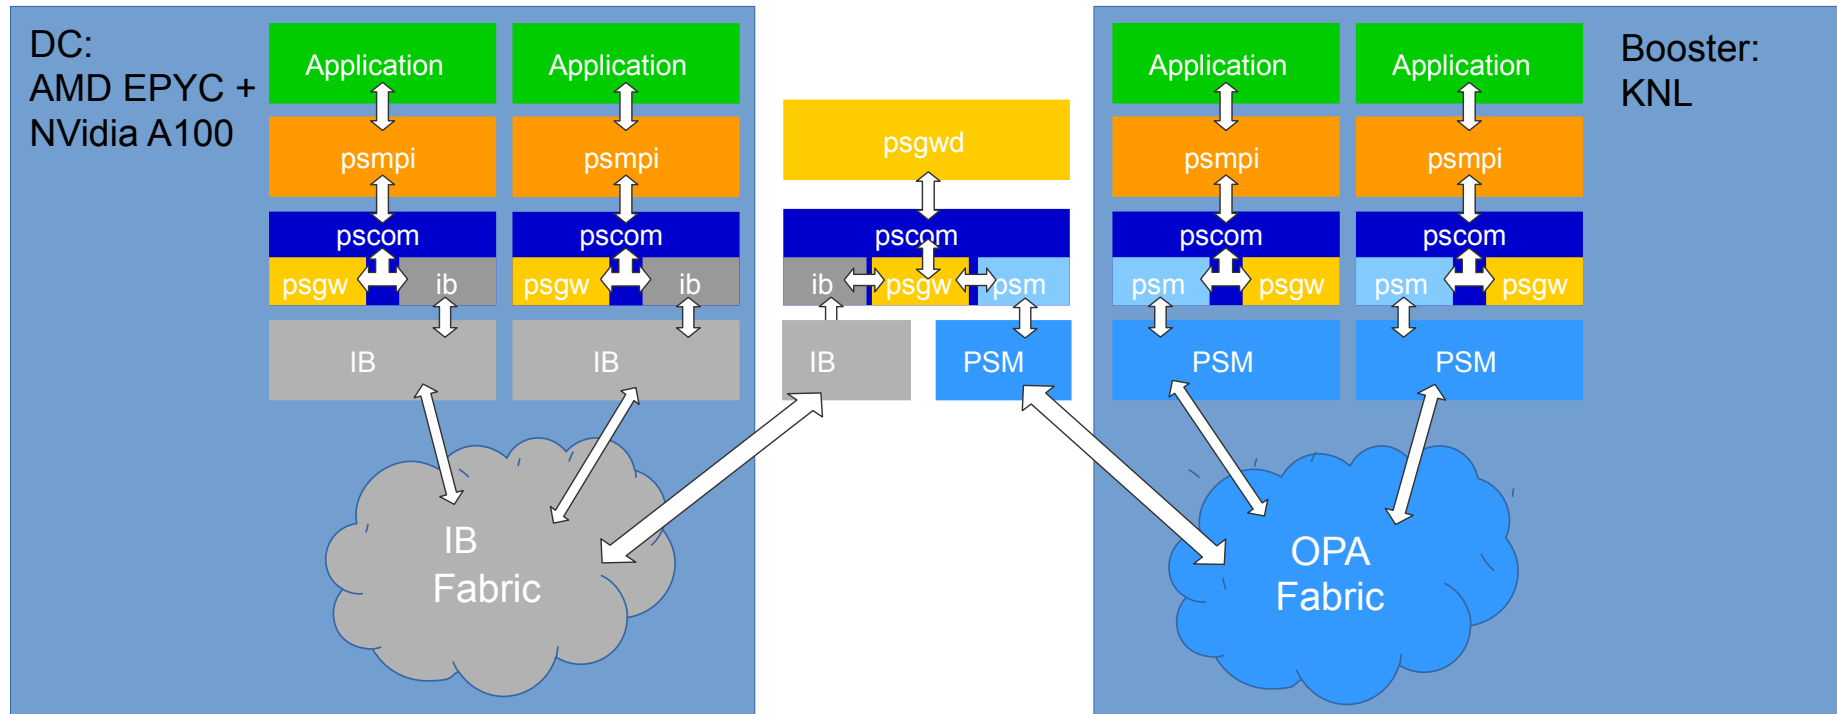 DC:
AMD EPYC +
NVidia A100
Application
psmpi
pscom
psgw
ib
IB
Application
psmpi
pscom
psgw
ib
IB
IB
Fabric
psgwd
pscom
ib
psgw
psm
IB
PSM
Application
psmpi
pscom
psm
psgw
PSM
Application
psmpi
pscom
psm
psgw
PSM
OPA
Fabric
Booster:
KNL